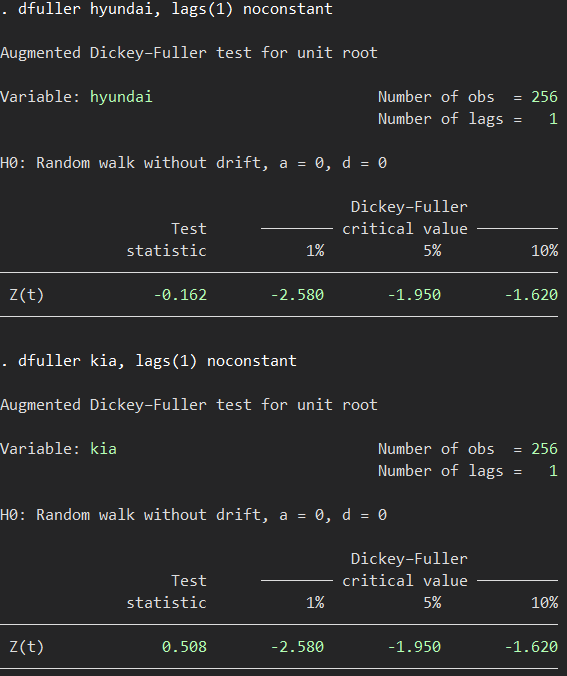 . dfuller hyundai, lags(1) noconstant
Augmented Dickey–Fuller test for unit root
Variable: hyundai Number of obs = 256
Number of lags = 1
H0: Random walk without drift, a = 0, d = 0
Dickey–Fuller
Test critical value
statistic 1% 5% 10%
Z(t) -0.162 -2.580 -1.950 -1.620
. dfuller kia, lags(1) noconstant
Augmented Dickey–Fuller test for unit root
Variable: kia Number of obs = 256
Number of lags = 1
H0: Random walk without drift, a = 0, d = 0
Dickey–Fuller
Test critical value
statistic 1% 5% 10%
Z(t) 0.508 -2.580 -1.950 -1.620